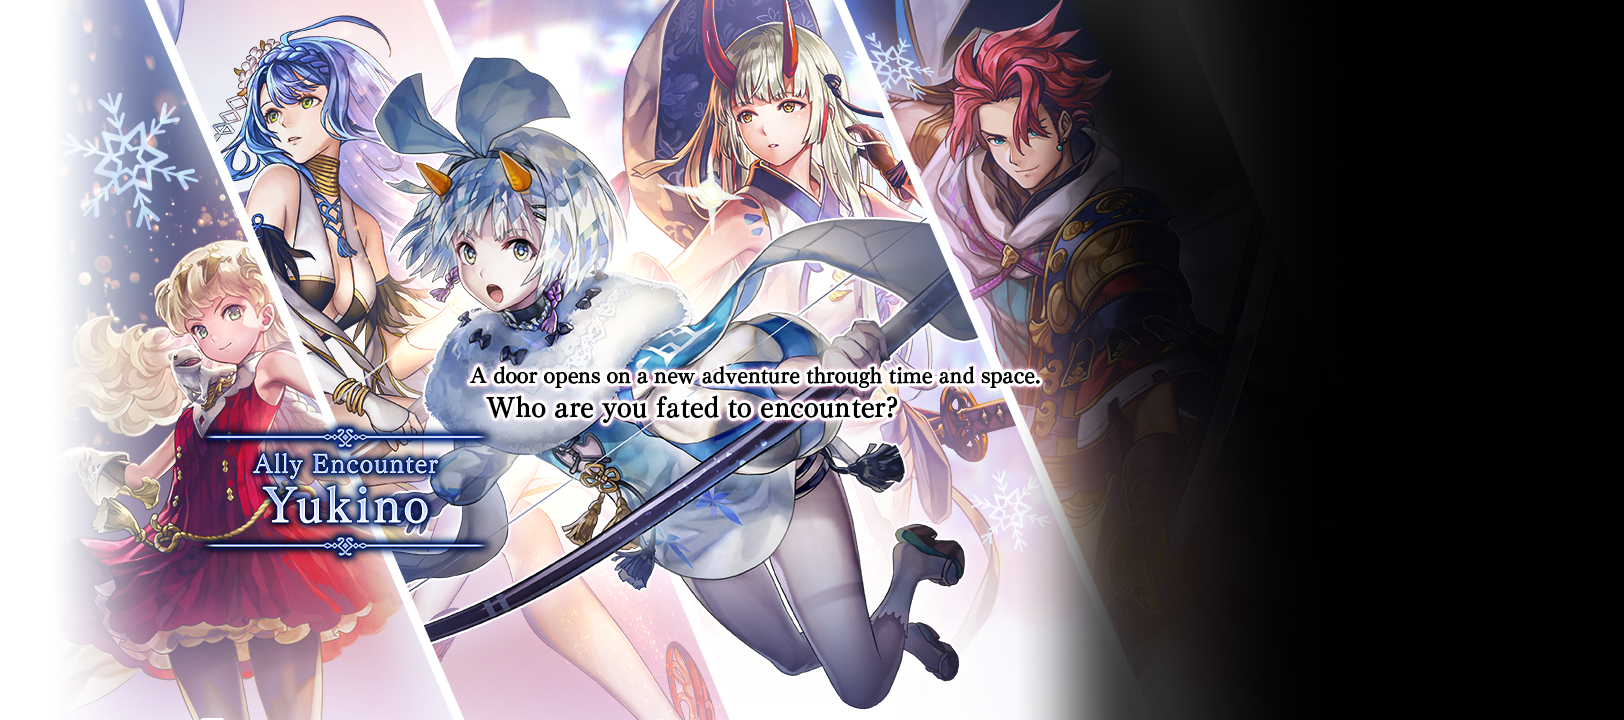 A door opens on a new adventure through time and space.
Who are you fated to encounter?
Ally Encounter
Yukino